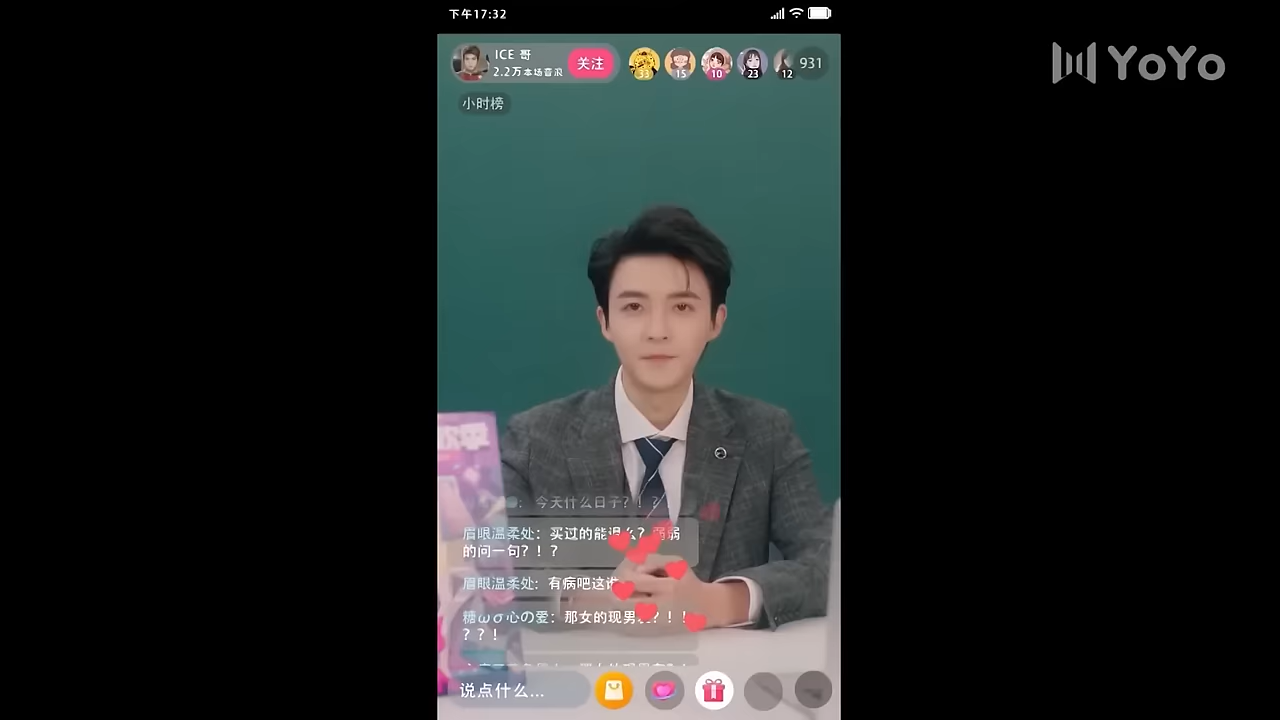 下午17:32
YoYo
ICE 哥
2.2万本场音浪
关注
33
15
10
23
12
931
小时榜
今天什么日子？！？
眉眼温柔处：买过的能退么？弱弱
的问一句？！？
眉眼温柔处：有病吧这谁
糖ωσ心の爱：那女的现男友？！！
？？！
说点什么...